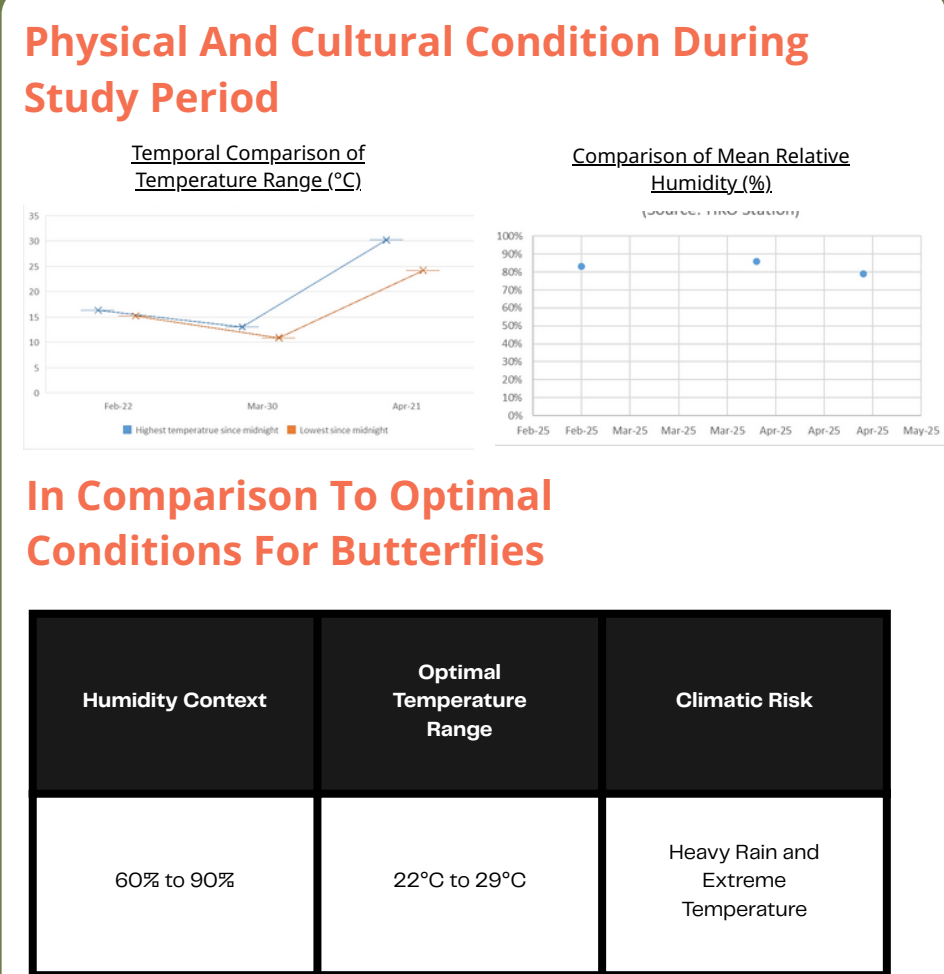 Physical And Cultural Condition During
Study Period
Temporal Comparison of
Temperature Range (°C)
35
30
25
20
15
10
5
0
Feb-22
Mar-30
Apr-21
Highest temperatrue since midnight
Lowest since midnight
Comparison of Mean Relative
Humidity (%)
(Source: HKO Station)
100%
90%
80%
70%
60%
50%
40%
30%
20%
10%
0%
Feb-25
Feb-25
Mar-25
Mar-25
Mar-25
Apr-25
Apr-25
Apr-25
May-25
In Comparison To Optimal
Conditions For Butterflies
Humidity Context
Optimal
Temperature
Range
Climatic Risk
60% to 90%
22°C to 29°C
Heavy Rain and
Extreme
Temperature